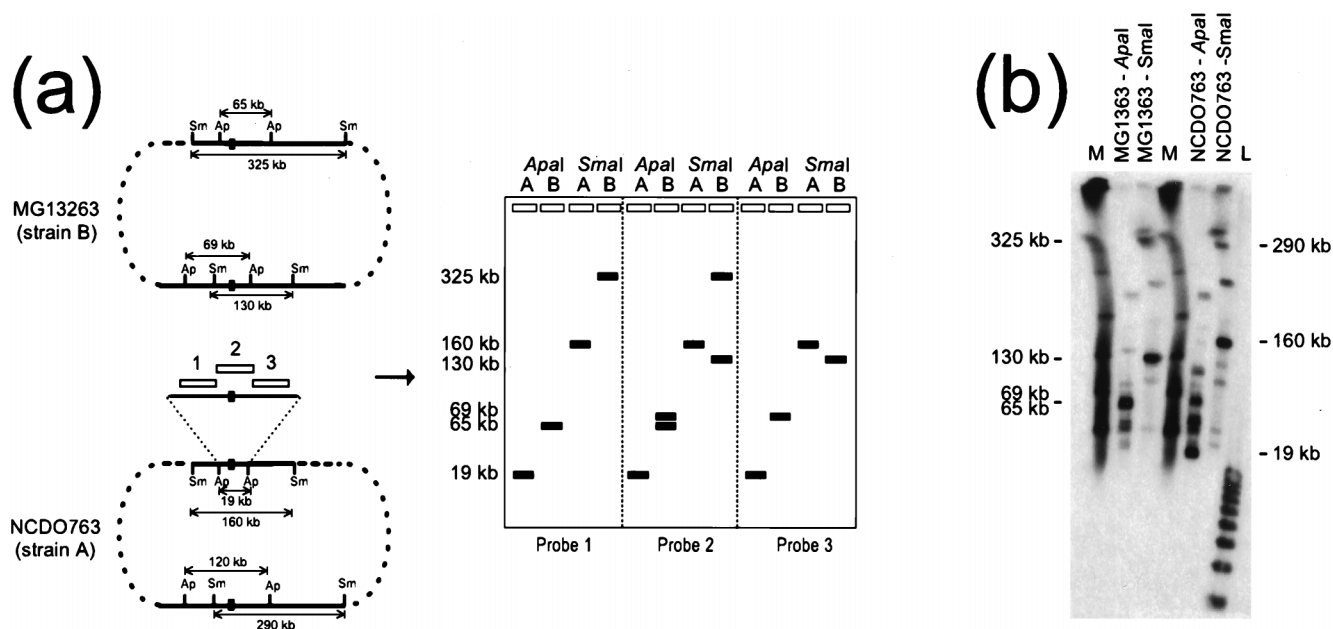 (a)
65 kb
Sm Ap Ap Sm
325 kb
MG13263
(strain B)
69 kb
Ap Sm Ap Sm
130 kb
1 2 3
Sm Ap Ap Sm
19 kb
160 kb
NCDO763
(strain A)
120 kb
Ap Sm Ap Sm
290 kb
ApaI SmaI ApaI SmaI ApaI SmaI
A B A B A B A B A B A B
325 kb
160 kb
130 kb
69 kb
65 kb
19 kb
Probe 1 Probe 2 Probe 3
(b)
M
MG1363 - ApaI
MG1363 - SmaI
M
NCDO763 - ApaI
NCDO763 -SmaI
L
325 kb -
130 kb -
69 kb -
65 kb
- 290 kb
- 160 kb
- 19 kb